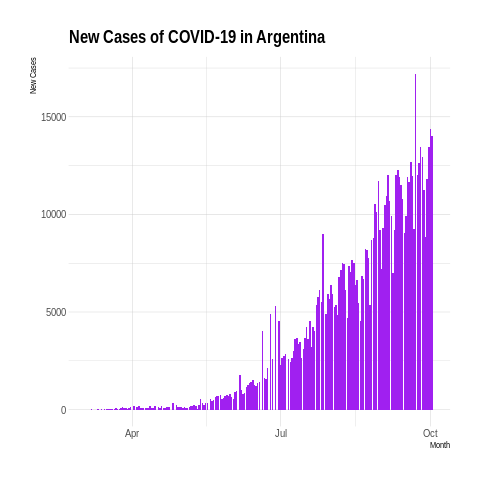 New Cases of COVID-19 in Argentina
New Cases
15000
10000
5000
0
Apr
Jul
Oct
Month